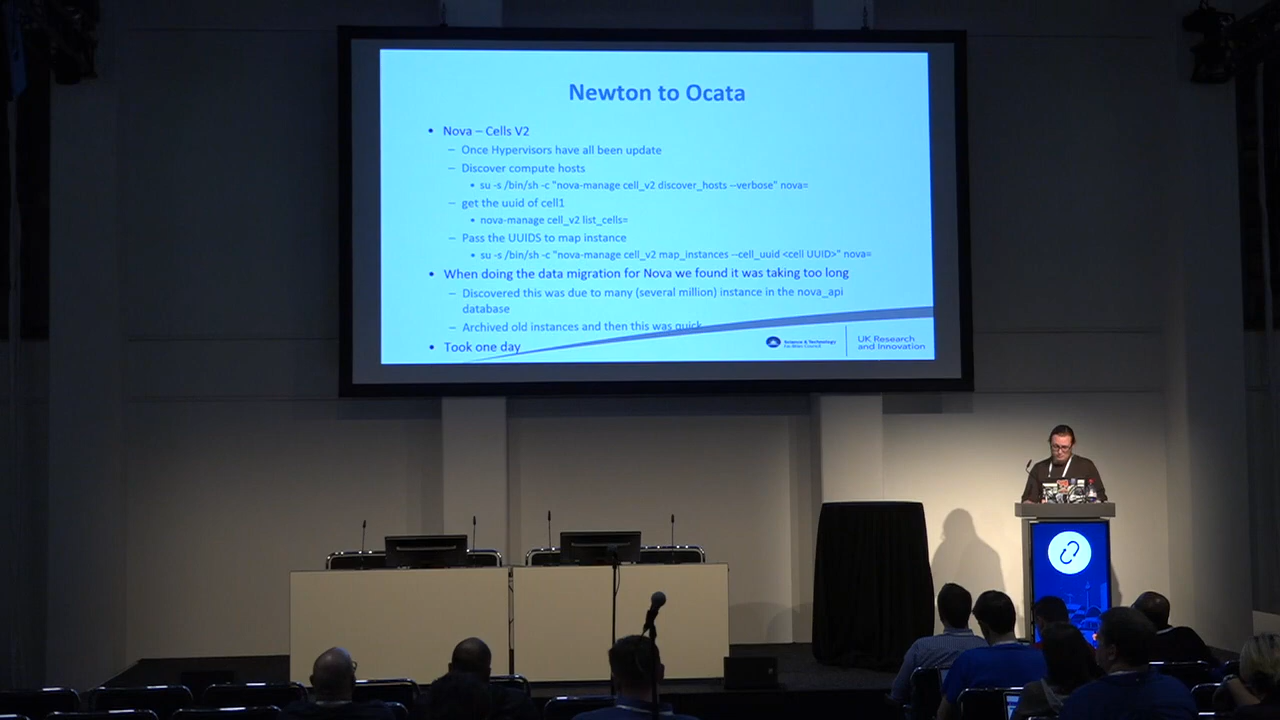 Newton to Ocata
• Nova – Cells V2
– Once Hypervisors have all been update
– Discover compute hosts
• su -s /bin/sh -c "nova-manage cell_v2 discover_hosts --verbose" nova=
– get the uuid of cell1
• nova-manage cell_v2 list_cells=
– Pass the UUIDS to map instance
• su -s /bin/sh -c "nova-manage cell_v2 map_instances --cell_uuid <cell UUID>" nova=
• When doing the data migration for Nova we found it was taking too long
– Discovered this was due to many (several million) instance in the nova_api
database
– Archived old instances and then this was quick
• Took one day
Science & Technology
Facilities Council
UK Research
and Innovation